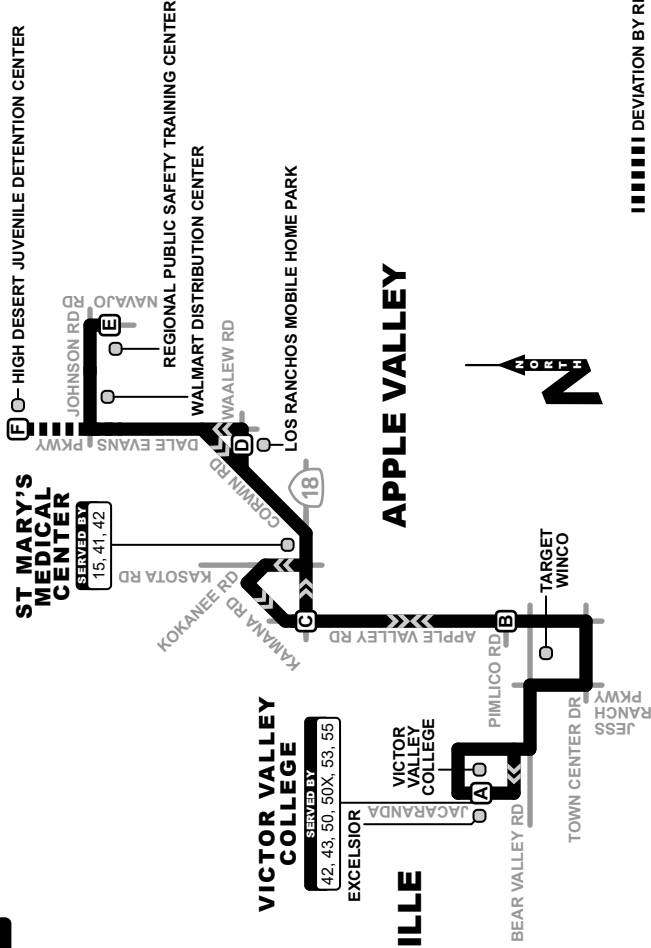 HIGH DESERT JUVENILE DETENTION CENTER
F
REGIONAL PUBLIC SAFETY TRAINING CENTER
WALMART DISTRIBUTION CENTER
LOS RANCHOS MOBILE HOME PARK
JOHNSON RD
NAVAJO
RD
E
DALE EVANS
PKWY
WAALEW RD
D
CORWIN RD
18
ST MARY'S
MEDICAL
CENTER
SERVED BY
15, 41, 42
KASOTA RD
KOKANEE RD
KAMANA RD
C
APPLE VALLEY RD
APPLE VALLEY
NORTH
DEVIATION BY
B
PIMLICO RD
TARGET
WINCO
JESS
RANCH
PKWY
TOWN CENTER DR
BEAR VALLEY RD
VICTOR VALLEY
COLLEGE
SERVED BY
42, 43, 50, 50X, 53, 55
VICTOR
VALLEY
COLLEGE
A
JACARANDA
EXCELSIOR
ILLE